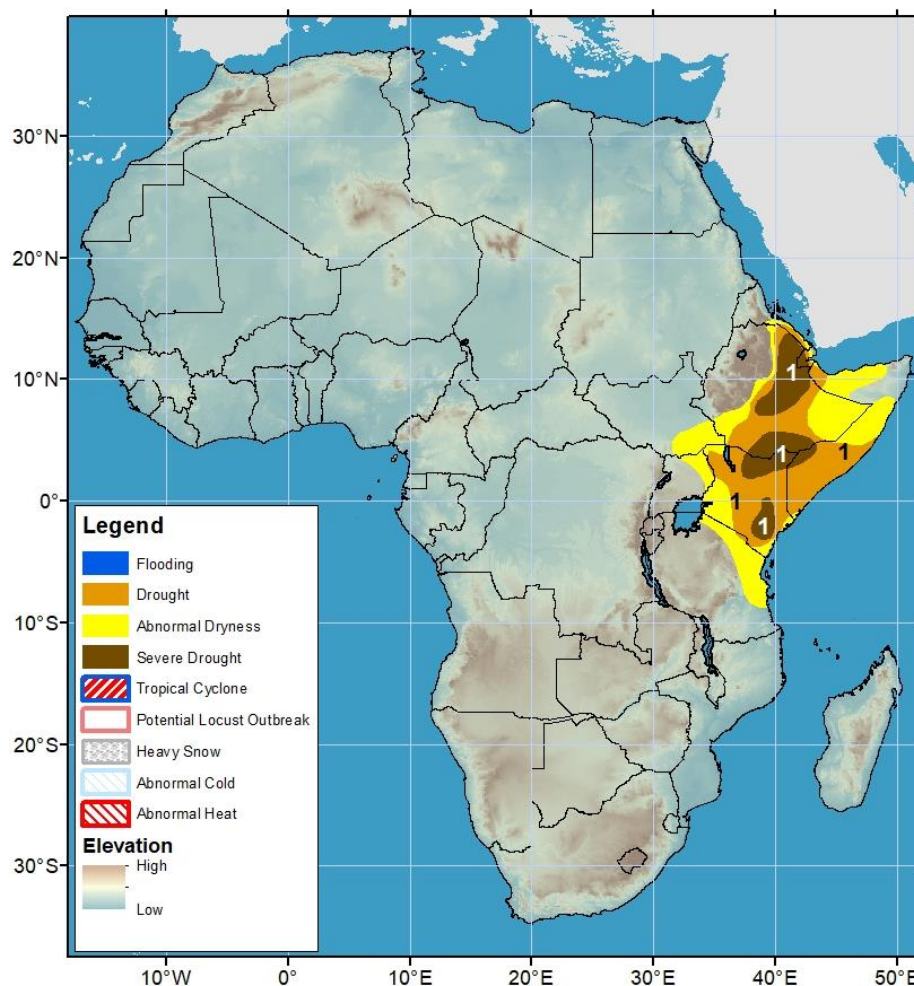 30°N
20°N
10°N
0°
10°S
20°S
30°S
1
1
1
1
1
Legend
Flooding
Drought
Abnormal Dryness
Severe Drought
Tropical Cyclone
Potential Locust Outbreak
Heavy Snow
Abnormal Cold
Abnormal Heat
Elevation
High
Low
10°W 0° 10°E 20°E 30°E 40°E 50°E